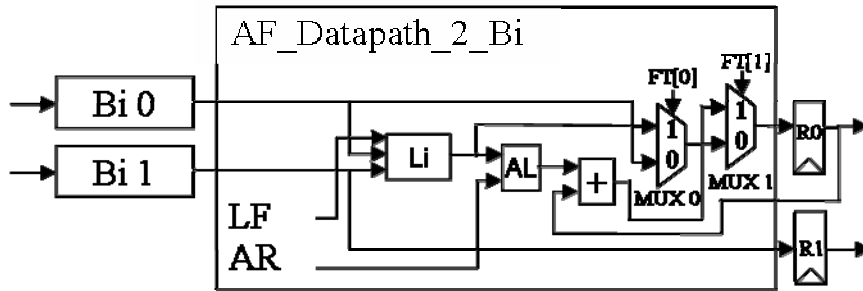 AF_Datapath_2_Bi
FT[1]
FT[0]
Bi 0
1
1
0
R0
Li
0
Bi 1
AL
+
MUX 1
MUX 0
LF
AR
R1